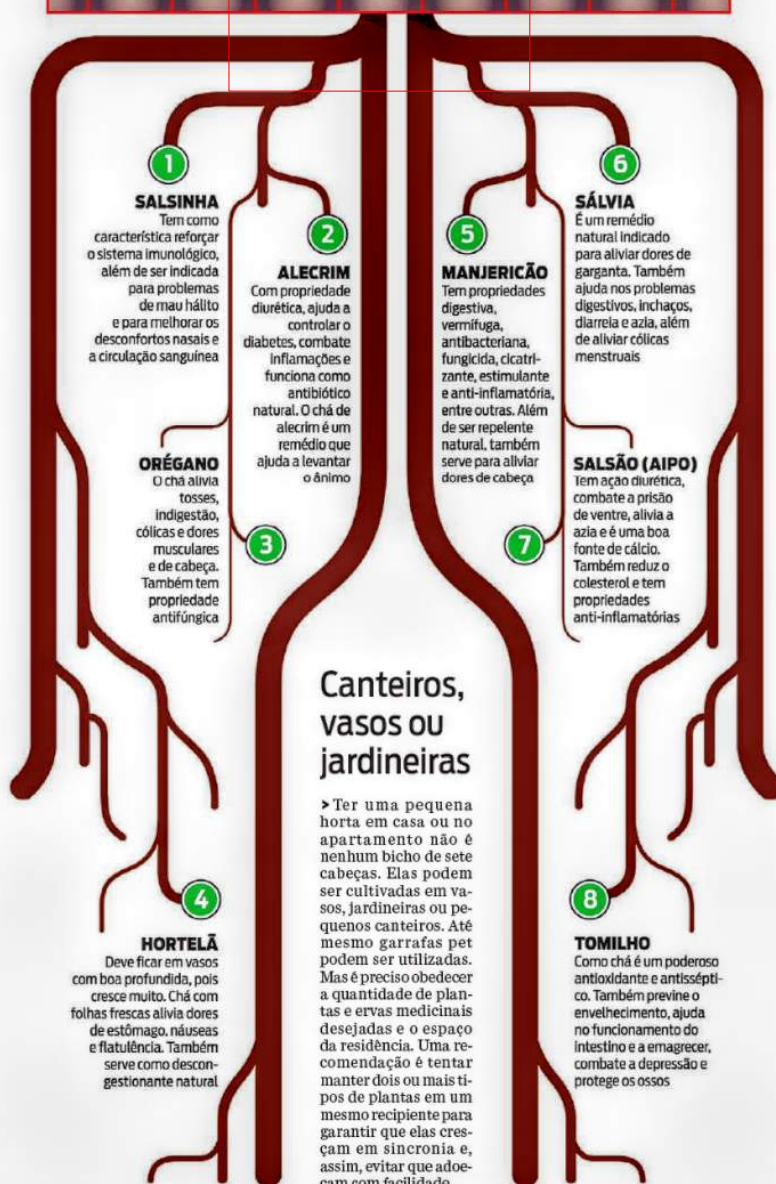 1
SALSINHA
Tem como
característica reforçar
o sistema imunológico,
além de ser indicada
para problemas
de mau hálito
e para melhorar os
desconfortos nasais e
a circulação sanguínea
2
ALECRIM
Com propriedade
diurética, ajuda a
controlar o
diabetes, combate
inflamações e
funciona como
antibiótico
natural. O chá de
alecrim é um
remédio que
ajuda a levantar
o ânimo
3
ORÉGANO
O chá alivia
tosses,
indigestão,
cólicas e dores
musculares
e de cabeça.
Também tem
propriedade
antifúngica
4
HORTELÃ
Deve ficar em vasos
com boa profundida, pois
cresce muito. Chá com
folhas frescas alivia dores
de estômago, náuseas
e flatulência. Também
serve como descon-
gestionante natural
5
MANJERICÃO
Tem propriedades
digestiva,
vermífuga,
antibacteriana,
fungicida, cicatri-
zante, estimulante
e anti-inflamatória,
entre outras. Além
de ser repelente
natural, também
serve para aliviar
dores de cabeça
6
SÁLVIA
É um remédio
natural indicado
para aliviar dores de
garganta. Também
ajuda nos problemas
digestivos, inchaços,
diarreia e azia, além
de aliviar cólicas
menstruais
7
SALSÃO (AIPO)
Tem ação diurética,
combate a prisão
de ventre, alivia a
azia e é uma boa
fonte de cálcio.
Também reduz o
colesterol e tem
propriedades
anti-inflamatórias
8
TOMILHO
Como chá é um poderoso
antioxidante e antissépti-
co. Também previne o
envelhecimento, ajuda
no funcionamento do
intestino e a emagrecer,
combate a depressão e
protege os ossos
Canteiros,
vasos ou
jardineiras
> Ter uma pequena
horta em casa ou no
apartamento não é
nenhum bicho de sete
cabeças. Elas podem
ser cultivadas em va-
sos, jardineiras ou pe-
quenos canteiros. Até
mesmo garrafas pet
podem ser utilizadas.
Mas é preciso obedecer
a quantidade de plan-
tas e ervas medicinais
desejadas e o espaço
da residência. Uma re-
comendação é tentar
manter dois ou mais ti-
pos de plantas em um
mesmo recipiente para
garantir que elas cres-
çam em sincronia e,
assim, evitar que adoe-
çam com facilidade